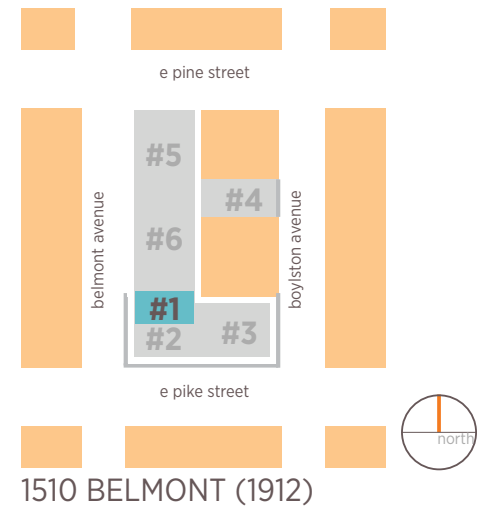 e pine street
#5
#4
belmont avenue
boylston avenue
#6
#1
#2
#3
e pike street
north
1510 BELMONT (1912)